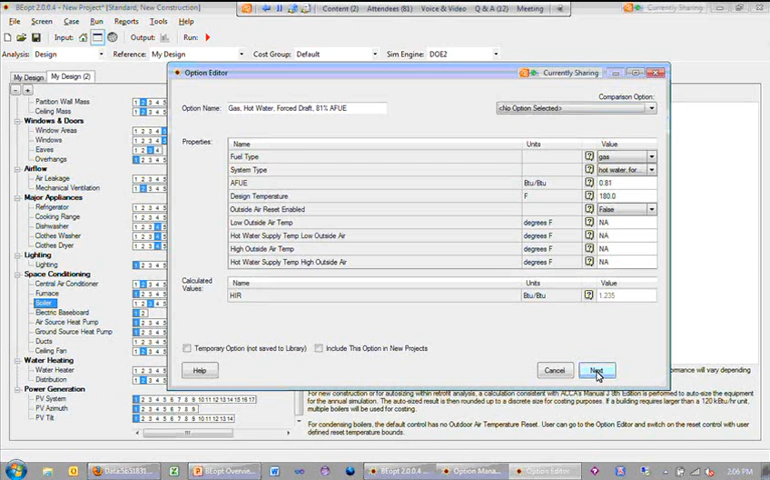 BEopt 2.0.0.4 - New Project* (Small, New Construction)
Content (2) Attendees (81) Voice & Video Q & A (12) Meeting
Currently Sharing
File Screen Case Run Reports Tools Help
Input: Output: Run:
Analysis: Design Reference: My Design Cost Group: Default Sim Engine: DOE2
My Design My Design (2)
Partition Wall Mass
Ceiling Mass
Windows & Doors
Window Areas
Windows
Eaves
Overhangs
Airflow
Air Leakage
Mechanical Ventilation
Major Appliances
Refrigerator
Cooking Range
Dishwasher
Clothes Washer
Clothes Dryer
Lighting
Lighting
Space Conditioning
Central Air Conditioner
Furnace
Boiler
Electric Baseboard
Air Source Heat Pump
Ground Source Heat Pump
Ducts
Ceiling Fan
Water Heating
Water Heater
Distribution
Power Generation
PV System
PV Azimuth
PV Tilt
Option Editor
Currently Sharing
Comparison Option:
Option Name: Gas, Hot Water, Forced Draft, 81% AFUE
<No Option Selected>
Properties: Name Units Value
Fuel Type gas
System Type hot water, for...
AFUE Btu/Btu 0.81
Design Temperature F 180.0
Outside Air Reset Enabled False
Low Outside Air Temp degrees F NA
Hot Water Supply Temp Low Outside Air degrees F NA
High Outside Air Temp degrees F NA
Hot Water Supply Temp High Outside Air degrees F NA
Calculated Values: Name Units Value
HIR Btu/Btu 1.235
Temporary Option (not saved to Library) Include This Option in New Projects
Help Cancel Next
formance will vary depending
For new construction or for autosizing within retrofit analysis, a calculation consistent with ACCA's Manual J 8th Edition is performed to auto-size the equipment
for the annual simulation. The auto-sized result is then rounded up to a discrete size for costing purposes. If a building requires larger than a 120 kBtu/hr unit,
multiple boilers will be used for costing.
For condensing boilers, the default control has no Outdoor Air Temperature Reset. User can go to the Option Editor and switch on the reset control with user
defined reset temperature bounds.
BEopt Overvie...
BEopt 2.0.0.4 ...
Option Mana...
Option Editor
2:06 PM